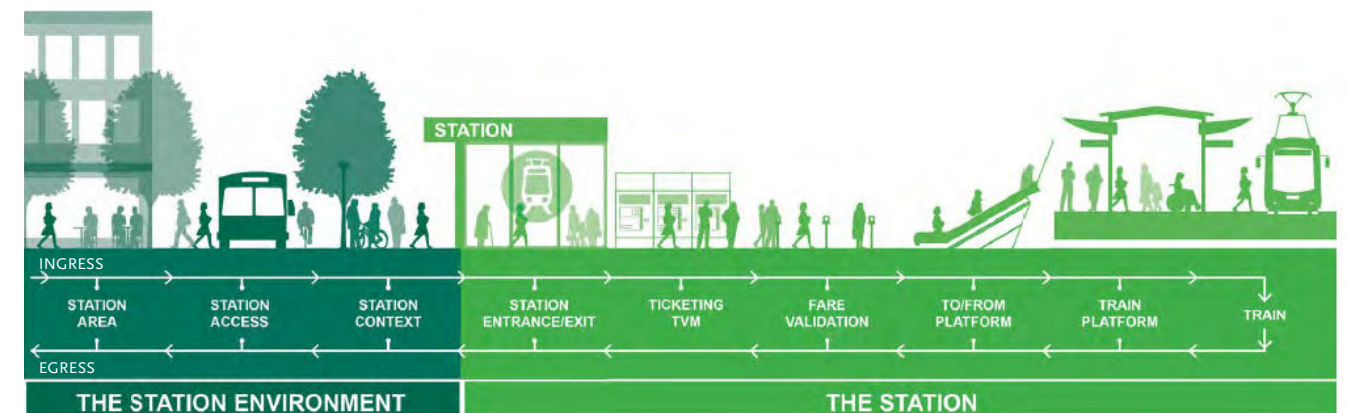 STATION
INGRESS
STATION
AREA
STATION
ACCESS
STATION
CONTEXT
STATION
ENTRANCE/EXIT
TICKETING
TVM
FARE
VALIDATION
TO/FROM
PLATFORM
TRAIN
PLATFORM
TRAIN
EGRESS
THE STATION ENVIRONMENT
THE STATION